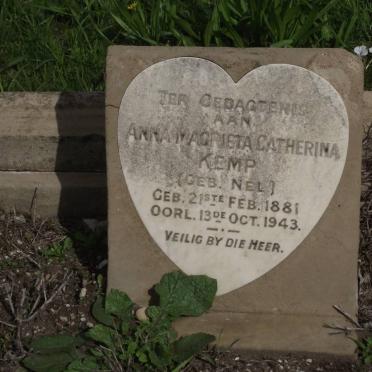 TER GEDAGTENIS
AAN
ANNA MAGRIETA CATHERINA
KEMP
(GEB. NEL)
GEB. 21STE FEB. 1881
OORL. 13DE OCT. 1943.
VEILIG BY DIE HEER.